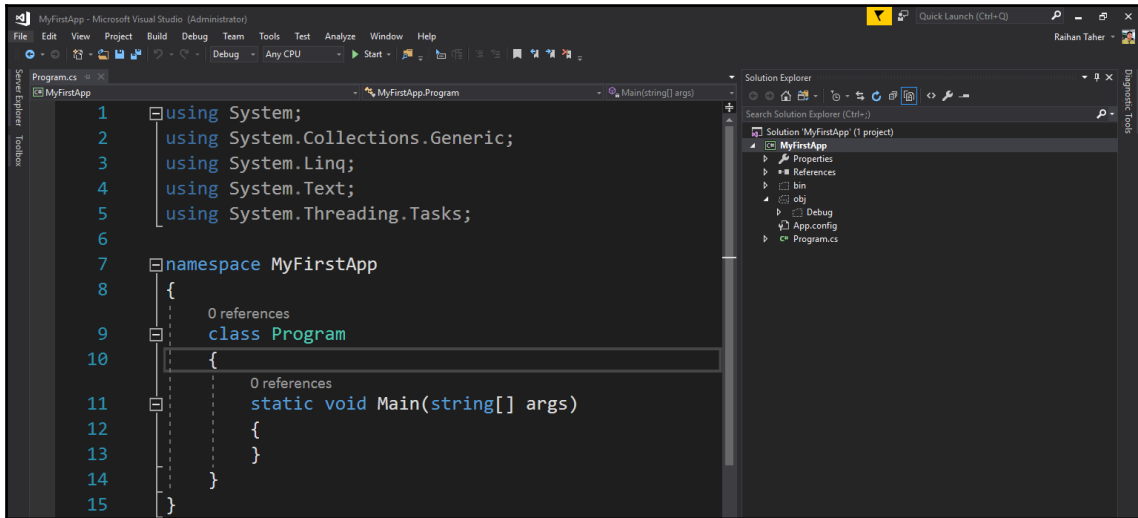 MyFirstApp - Microsoft Visual Studio (Administrator)
Quick Launch (Ctrl+Q)
File Edit View Project Build Debug Team Tools Test Analyze Window Help
Raihan Taher
Debug Any CPU Start
Server Explorer
Toolbox
Program.cs
MyFirstApp MyFirstApp.Program Main(string[] args)
1 using System;
2 using System.Collections.Generic;
3 using System.Linq;
4 using System.Text;
5 using System.Threading.Tasks;
6
7 namespace MyFirstApp
8 {
0 references
9 class Program
10 {
0 references
11 static void Main(string[] args)
12 {
13 }
14 }
15 }
Solution Explorer
Search Solution Explorer (Ctrl+;)
Solution 'MyFirstApp' (1 project)
C# MyFirstApp
Properties
References
bin
obj
Debug
App.config
C# Program.cs
Diagnostic Tools